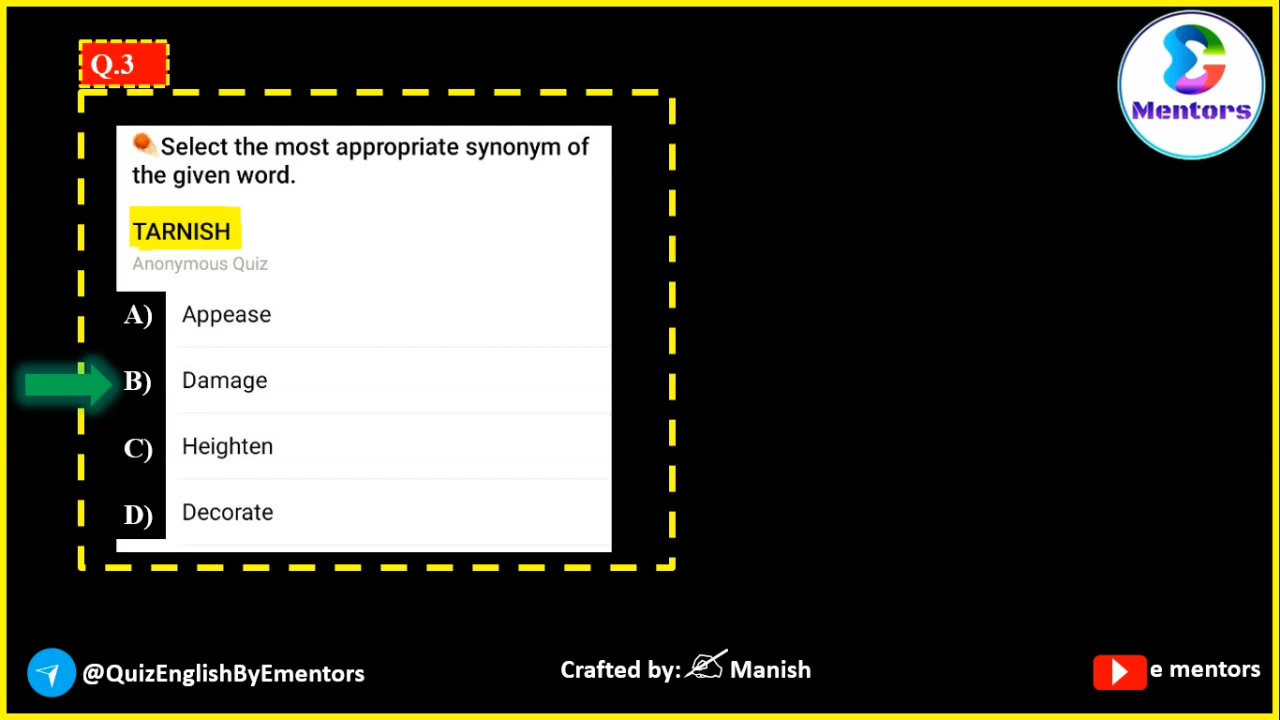 Q.3
Mentors
Select the most appropriate synonym of
the given word.
TARNISH
Anonymous Quiz
A) Appease
B) Damage
C) Heighten
D) Decorate
@QuizEnglishByEmentors
Crafted by: Manish
e mentors